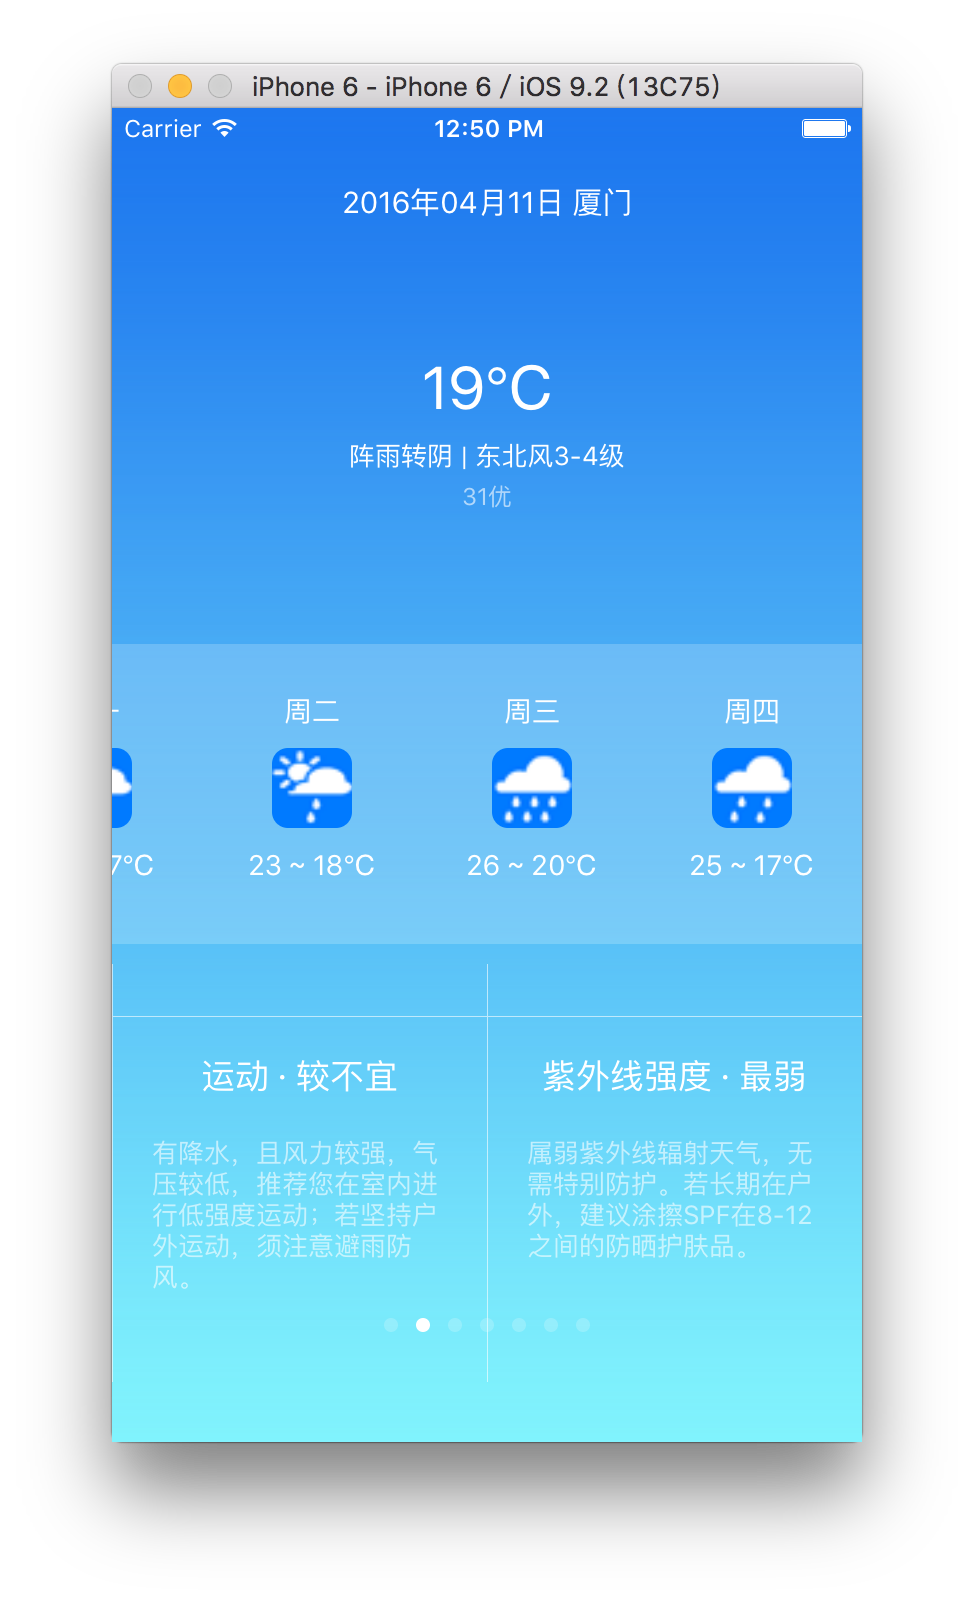 iPhone 6 - iPhone 6 / iOS 9.2 (13C75)
Carrier 12:50 PM
2016年04月11日 厦门
19°C
阵雨转阴 | 东北风3-4级
31优
周二 周三 周四
7°C 23 ~ 18°C 26 ~ 20°C 25 ~ 17°C
运动 · 较不宜
有降水，且风力较强，气
压较低，推荐您在室内进
行低强度运动；若坚持户
外运动，须注意避雨防
风。
紫外线强度 · 最弱
属弱紫外线辐射天气，无
需特别防护。若长期在户
外，建议涂擦SPF在8-12
之间的防晒护肤品。